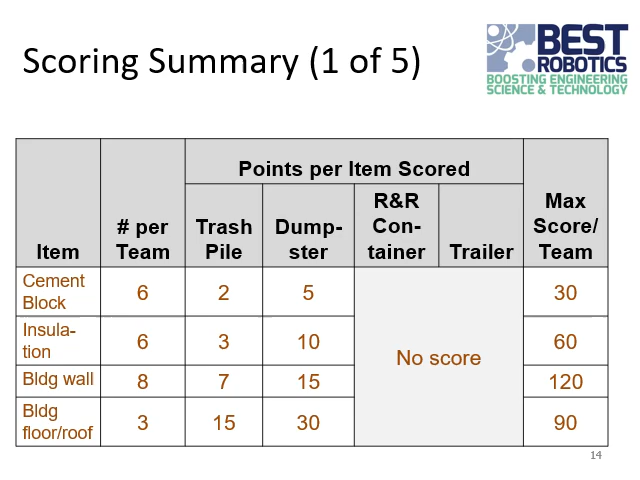 Scoring Summary (1 of 5)
BEST
ROBOTICS
BOOSTING ENGINEERING
SCIENCE & TECHNOLOGY
Item
# per
Team
Points per Item Scored
Trash
Pile
Dump-
ster
R&R
Con-
tainer
Trailer
Max
Score/
Team
Cement
Block
6
2
5
30
Insula-
tion
6
3
10
60
No score
Bldg wall
8
7
15
120
Bldg
floor/roof
3
15
30
90
14